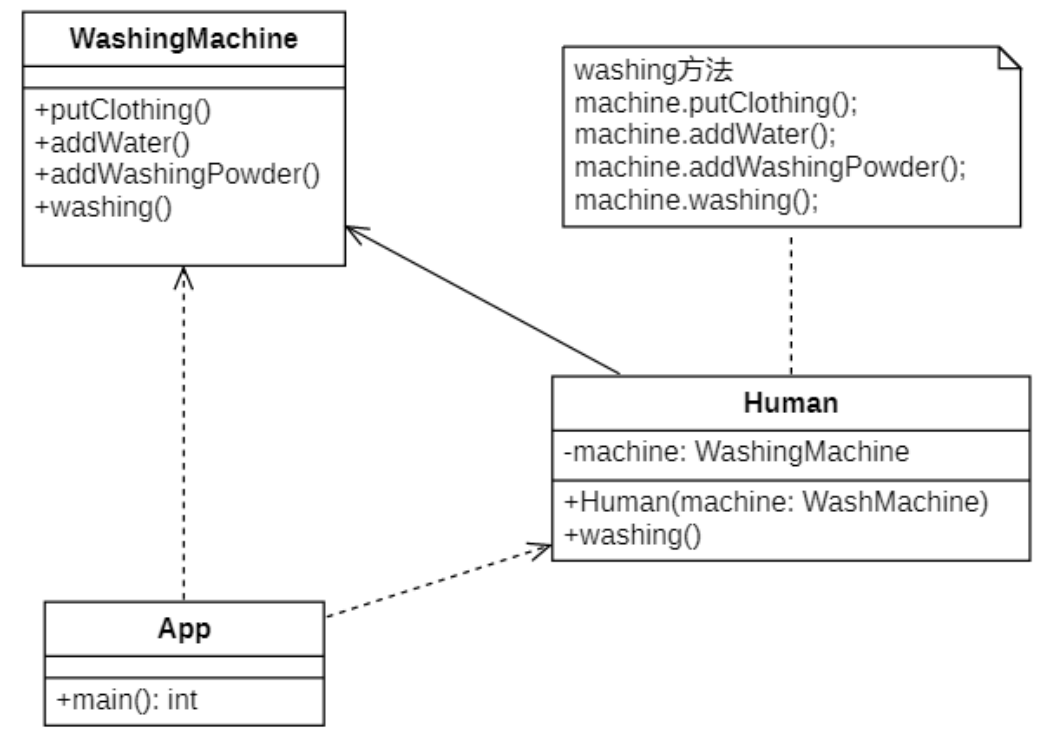 WashingMachine
+putClothing()
+addWater()
+addWashingPowder()
+washing()
washing方法
machine.putClothing();
machine.addWater();
machine.addWashingPowder();
machine.washing();
Human
-machine: WashingMachine
+Human(machine: WashMachine)
+washing()
App
+main(): int